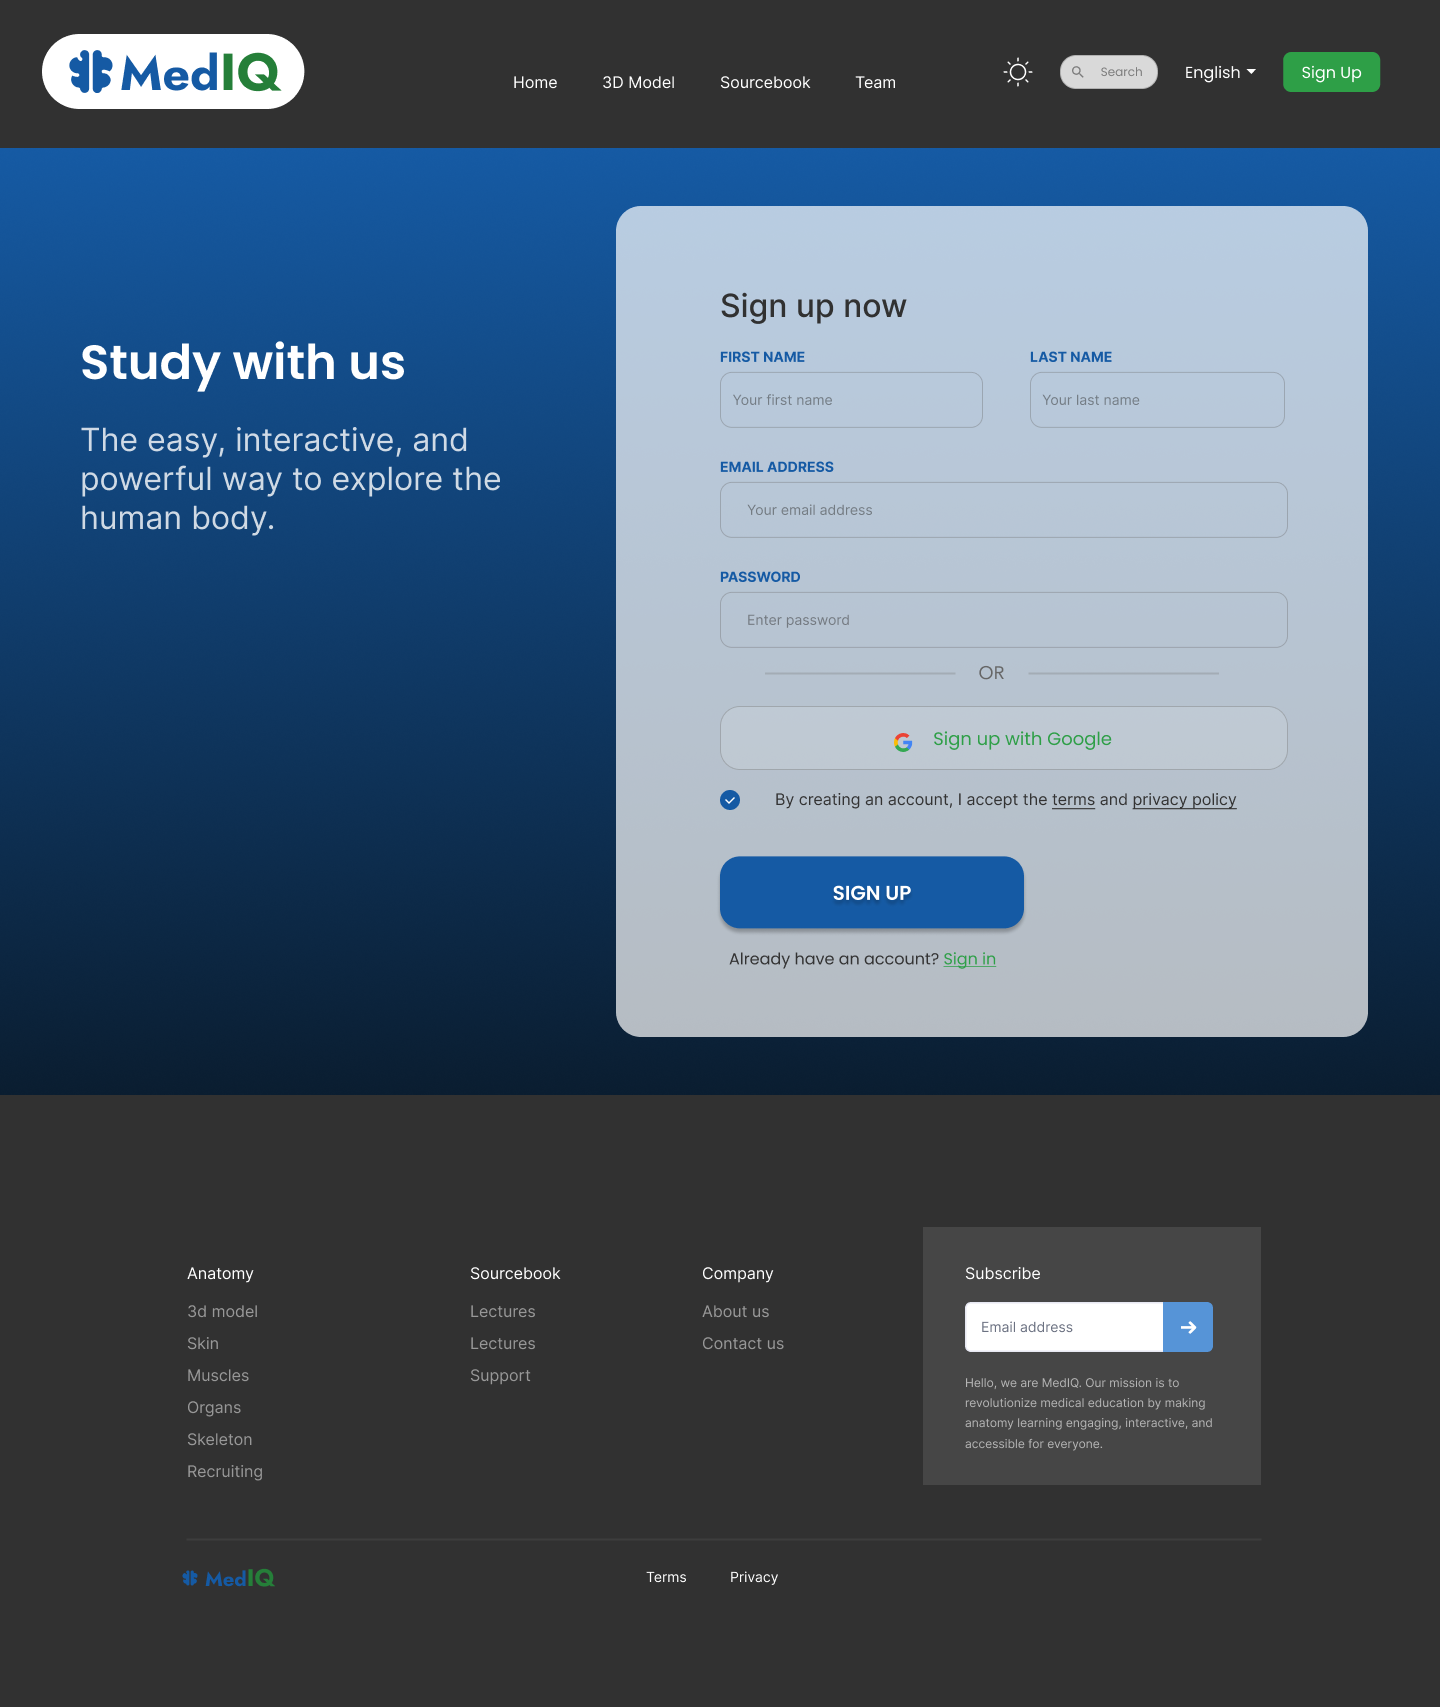 MedIQ
Home 3D Model Sourcebook Team
Search
English
Sign Up
Study with us
The easy, interactive, and
powerful way to explore the
human body.
Sign up now
FIRST NAME LAST NAME
Your first name Your last name
EMAIL ADDRESS
Your email address
PASSWORD
Enter password
OR
Sign up with Google
By creating an account, I accept the terms and privacy policy
SIGN UP
Already have an account? Sign in
Anatomy
3d model
Skin
Muscles
Organs
Skeleton
Recruiting
Sourcebook
Lectures
Lectures
Support
Company
About us
Contact us
Subscribe
Email address
Hello, we are MedIQ. Our mission is to
revolutionize medical education by making
anatomy learning engaging, interactive, and
accessible for everyone.
MedIQ
Terms Privacy